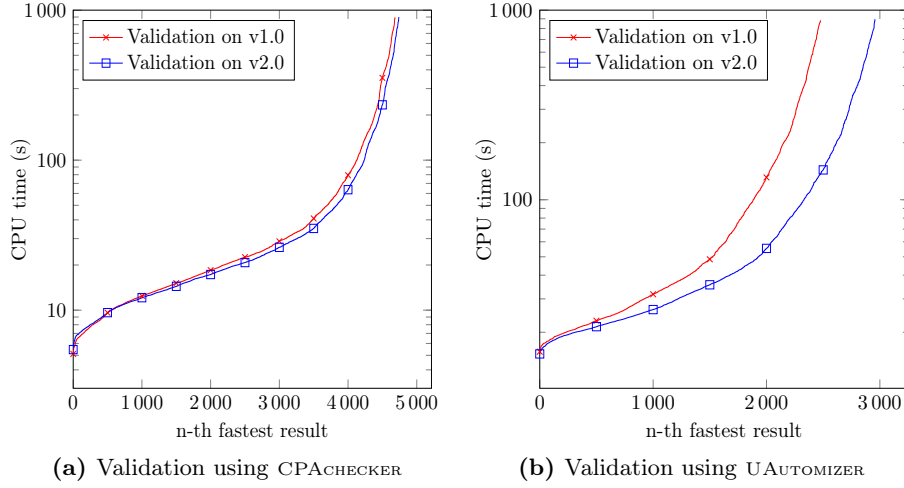 1 000
100
10
CPU time (s)
Validation on v1.0
Validation on v2.0
0 1 000 2 000 3 000 4 000 5 000
n-th fastest result
(a) Validation using CPACHECKER
1 000
100
CPU time (s)
Validation on v1.0
Validation on v2.0
0 1 000 2 000 3 000
n-th fastest result
(b) Validation using UAUTOMIZER